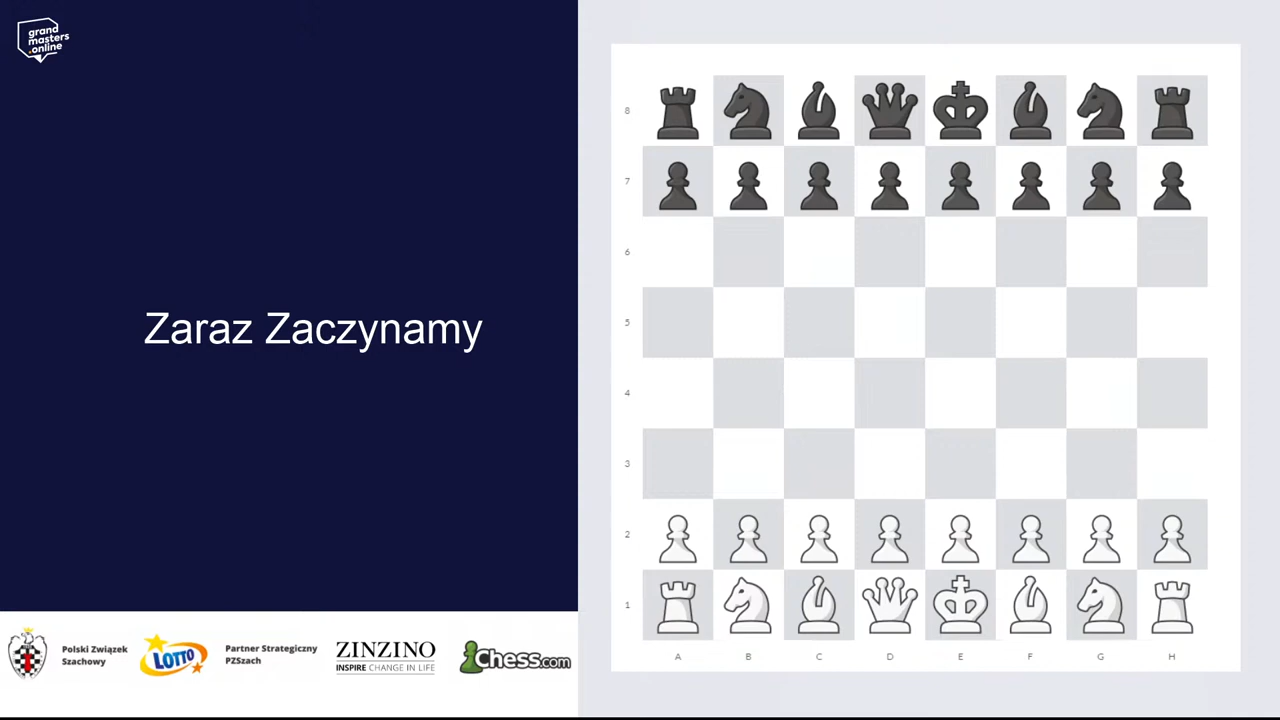 grand
masters
.online
Zaraz Zaczynamy
8
7
6
5
4
3
2
1
A B C D E F G H
Polski Związek
Szachowy
LOTTO
Partner Strategiczny
PZSzach
ZINZINO
INSPIRE CHANGE IN LIFE
Chess.com